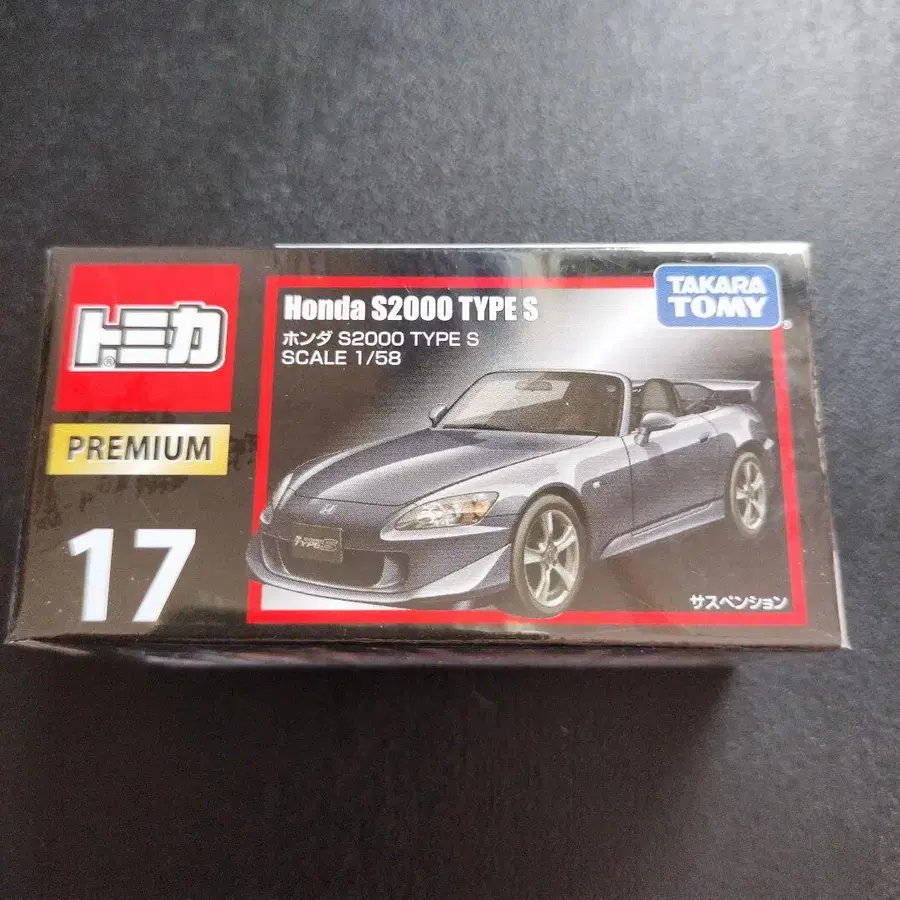 トミカ
PREMIUM
17
Honda S2000 TYPE S
ホンダ S2000 TYPE S
SCALE 1/58
TAKARA
TOMY
TYPE S
サスペンション